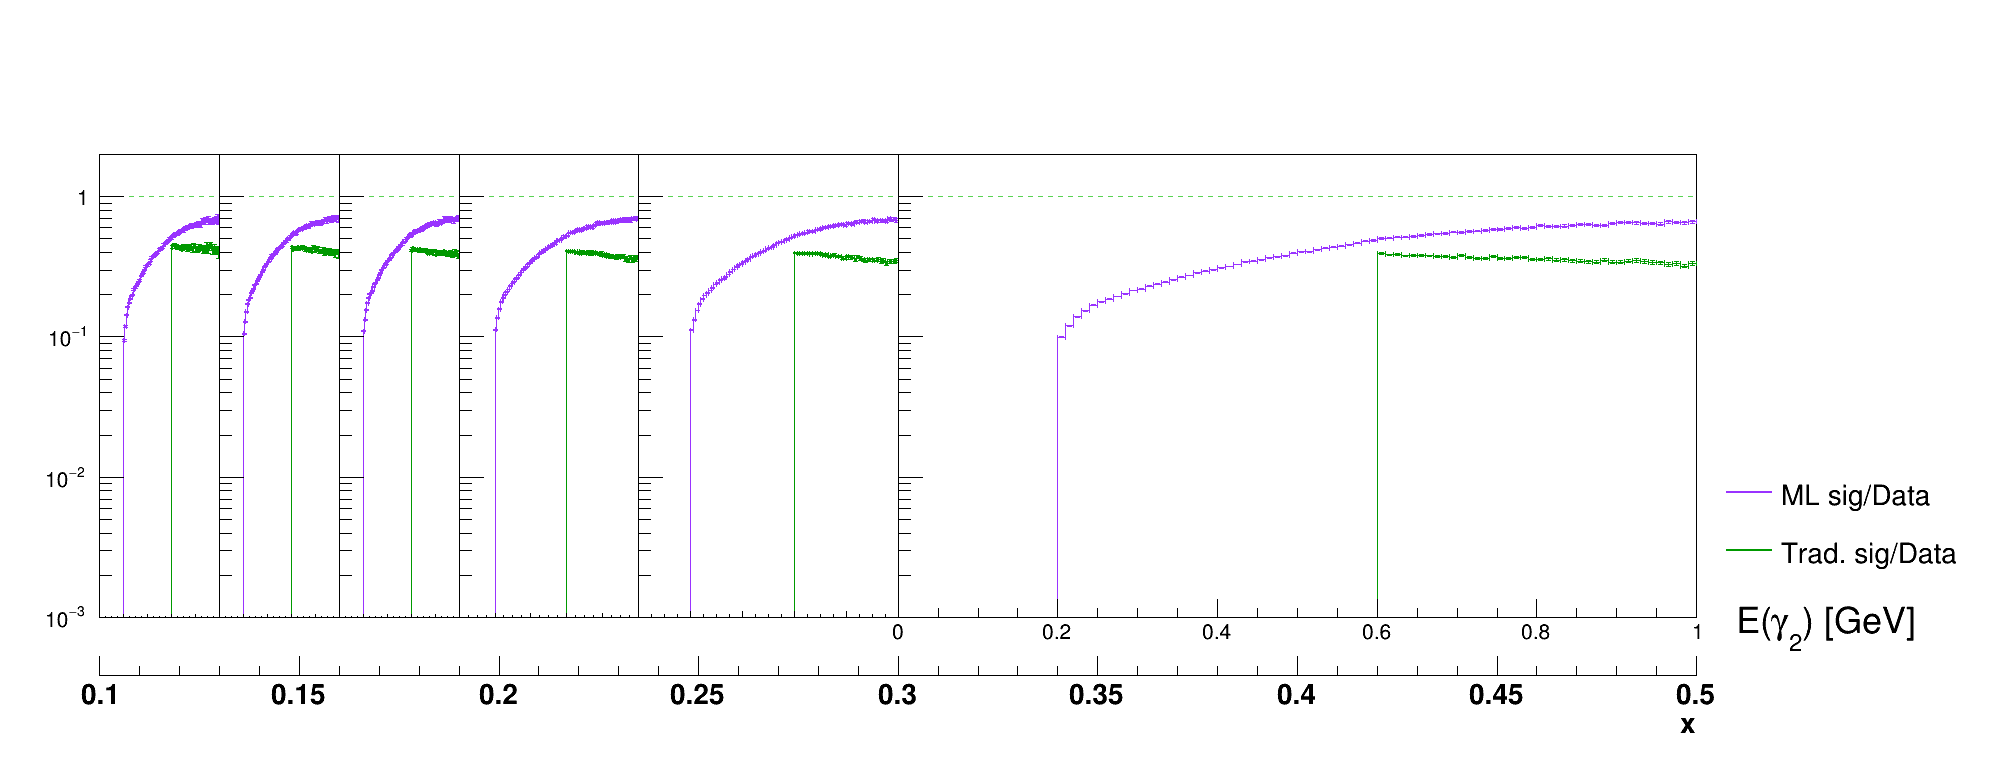 1
10⁻¹
10⁻²
10⁻³
0 0.2 0.4 0.6 0.8 1
ML sig/Data
Trad. sig/Data
E(γ₂) [GeV]
0.1 0.15 0.2 0.25 0.3 0.35 0.4 0.45 0.5
x